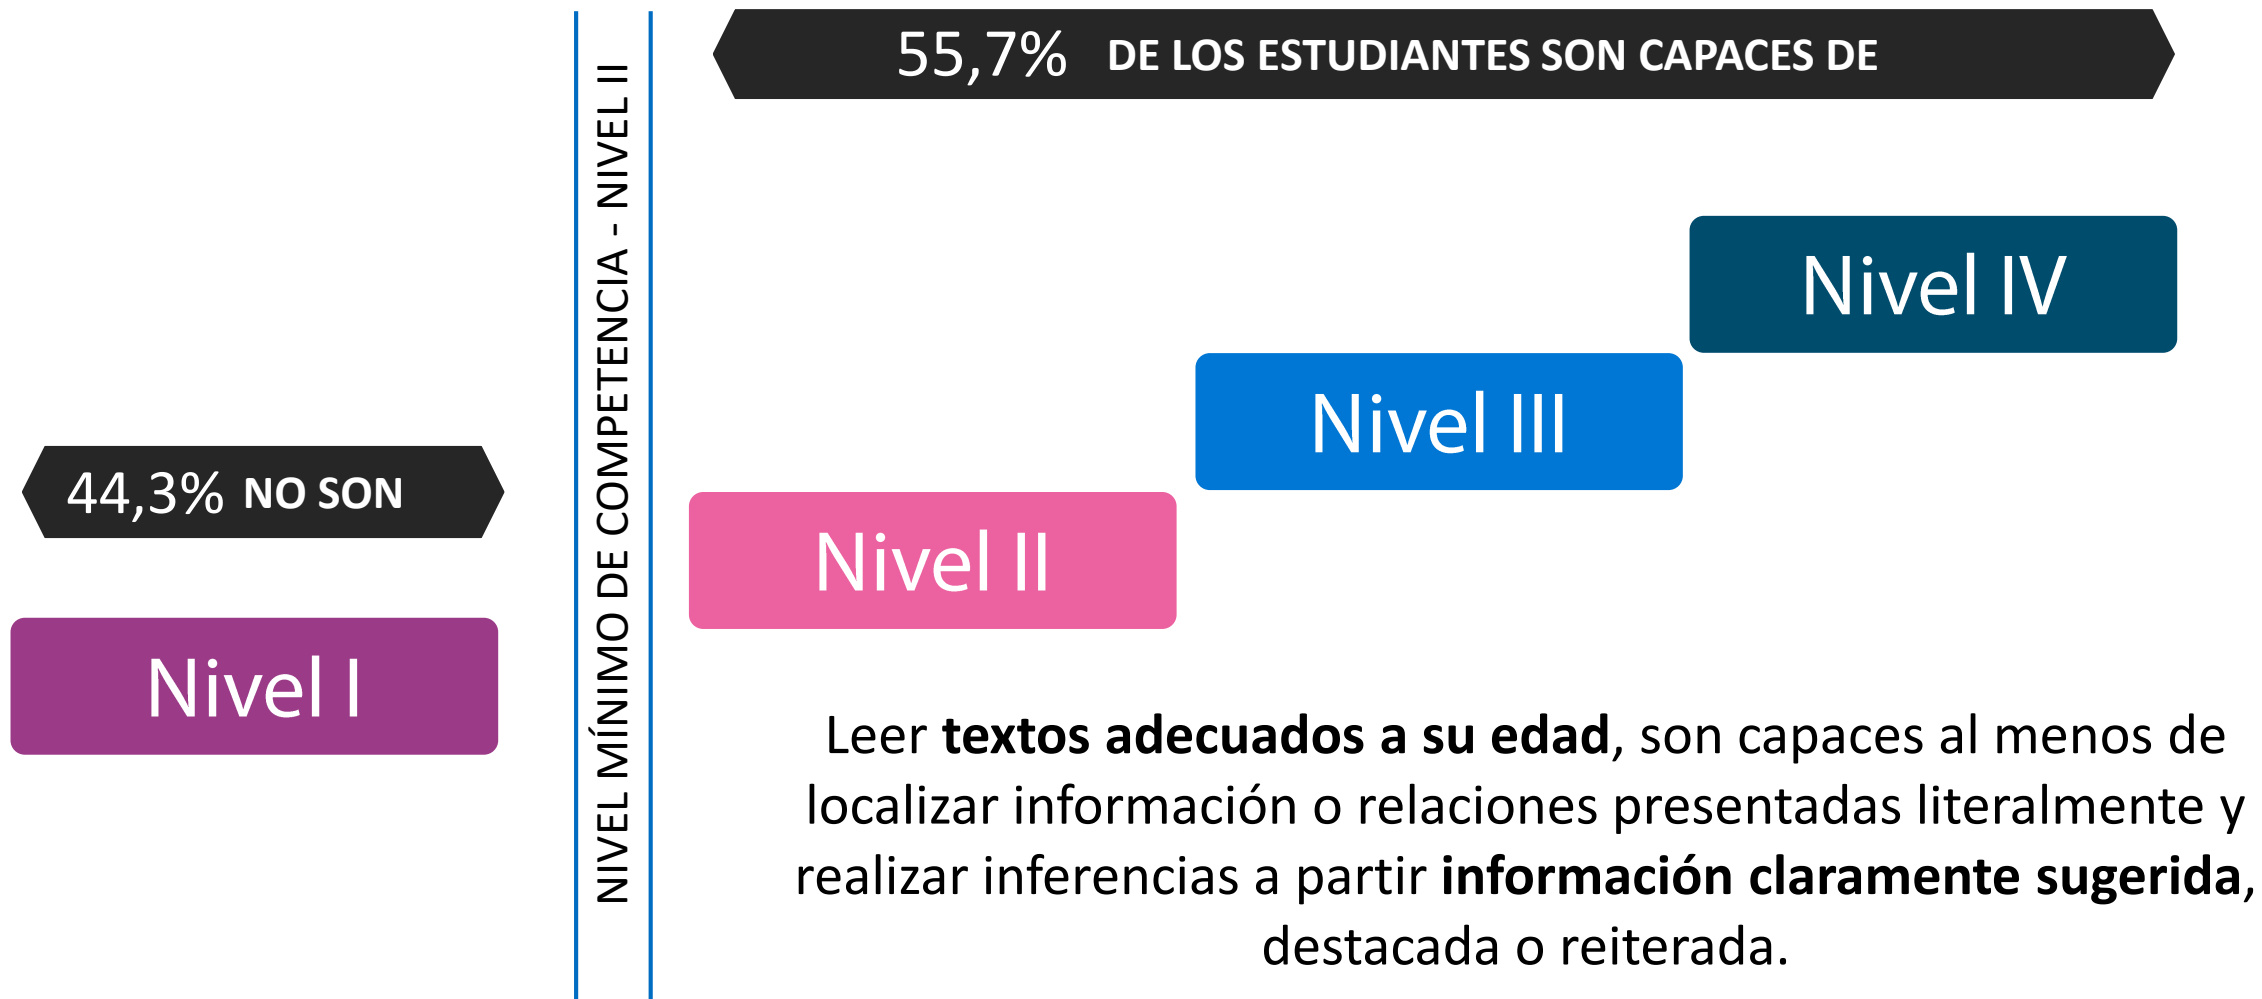 55,7% DE LOS ESTUDIANTES SON CAPACES DE
NIVEL MÍNIMO DE COMPETENCIA - NIVEL II
Nivel IV
Nivel III
44,3% NO SON
Nivel II
Nivel I
Leer textos adecuados a su edad, son capaces al menos de
localizar información o relaciones presentadas literalmente y
realizar inferencias a partir información claramente sugerida,
destacada o reiterada.